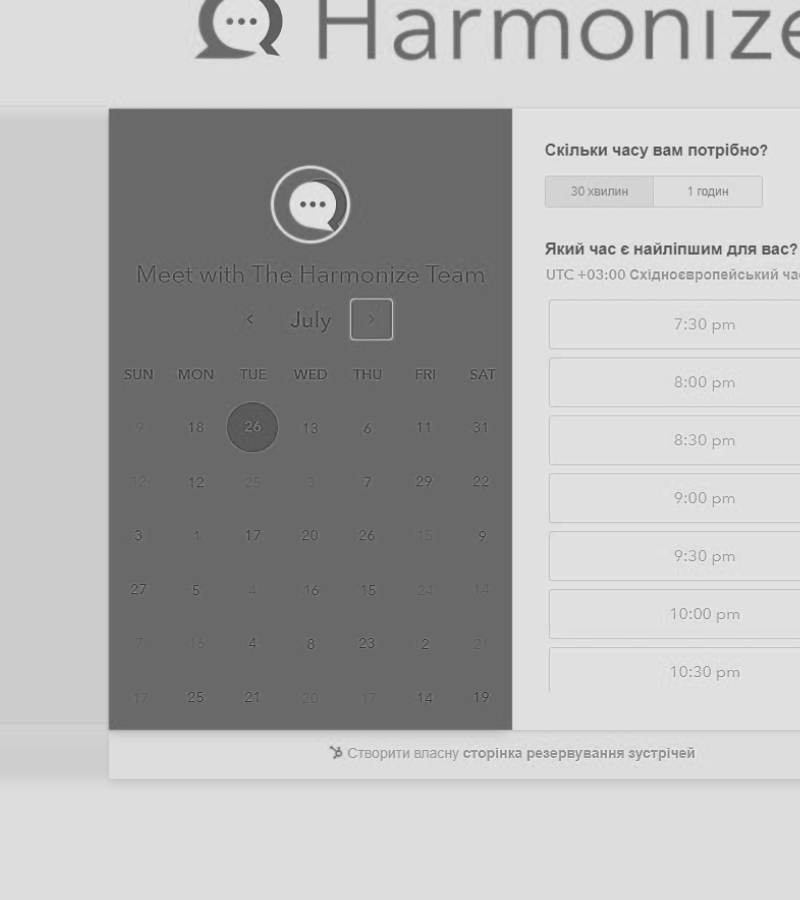 Harmonize
Meet with The Harmonize Team
July
SUN MON TUE WED THU FRI SAT
9 18 26 13 6 11 31
12 12 25 3 7 29 22
3 1 17 20 26 15 9
27 5 4 16 15 24 14
7 16 4 8 23 2 21
17 25 21 20 17 14 19
Скільки часу вам потрібно?
30 хвилин 1 годин
Який час є найліпшим для вас?
UTC +03:00 Східноєвропейський
7:30 pm
8:00 pm
8:30 pm
9:00 pm
9:30 pm
10:00 pm
10:30 pm
Створити власну сторінка резервування зустрічей